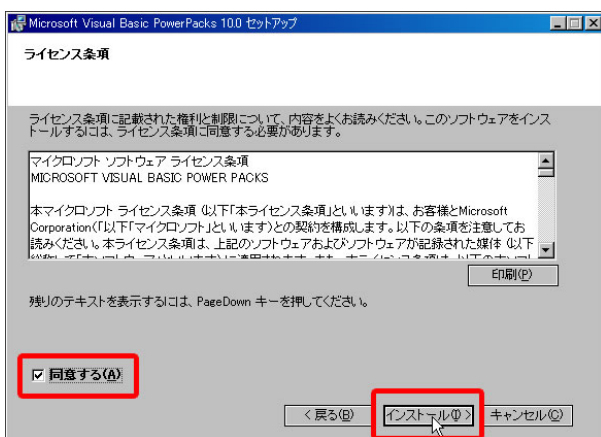 Microsoft Visual Basic PowerPacks 10.0 セットアップ
ライセンス条項
ライセンス条項に記載された権利と制限について、内容をよくお読みください。このソフトウェアをインス
トールするには、ライセンス条項に同意する必要があります。
マイクロソフト ソフトウェア ライセンス条項
MICROSOFT VISUAL BASIC POWER PACKS
本マイクロソフト ライセンス条項 (以下「本ライセンス条項」といいます)は、お客様とMicrosoft
Corporation(「以下「マイクロソフト」といいます)との契約を構成します。以下の条項を注意してお
読みください。本ライセンス条項は、上記のソフトウェアおよびソフトウェアが記録された媒体 (以下
印刷(P)
残りのテキストを表示するには、PageDown キーを押してください。
同意する(A)
< 戻る(B) インストール(I) > キャンセル(C)